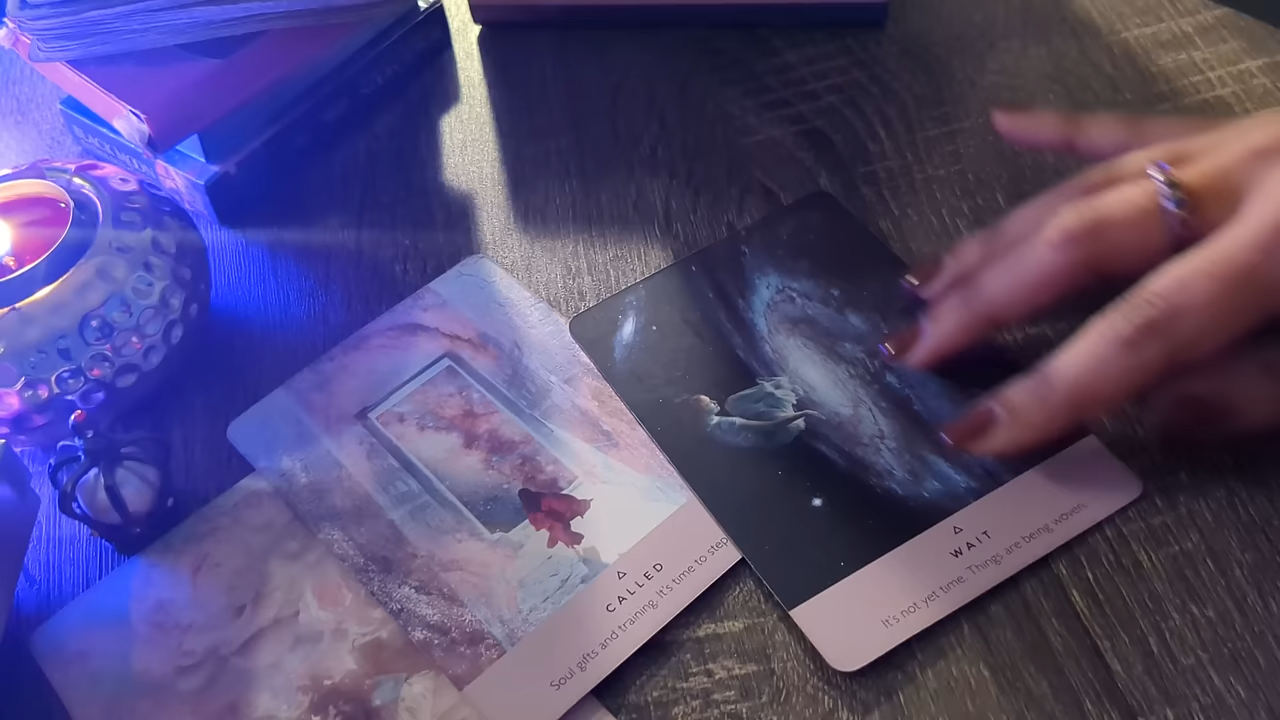 CALLED
Soul gifts and training. It's time to step
WAIT
It's not yet time. Things are being woven.